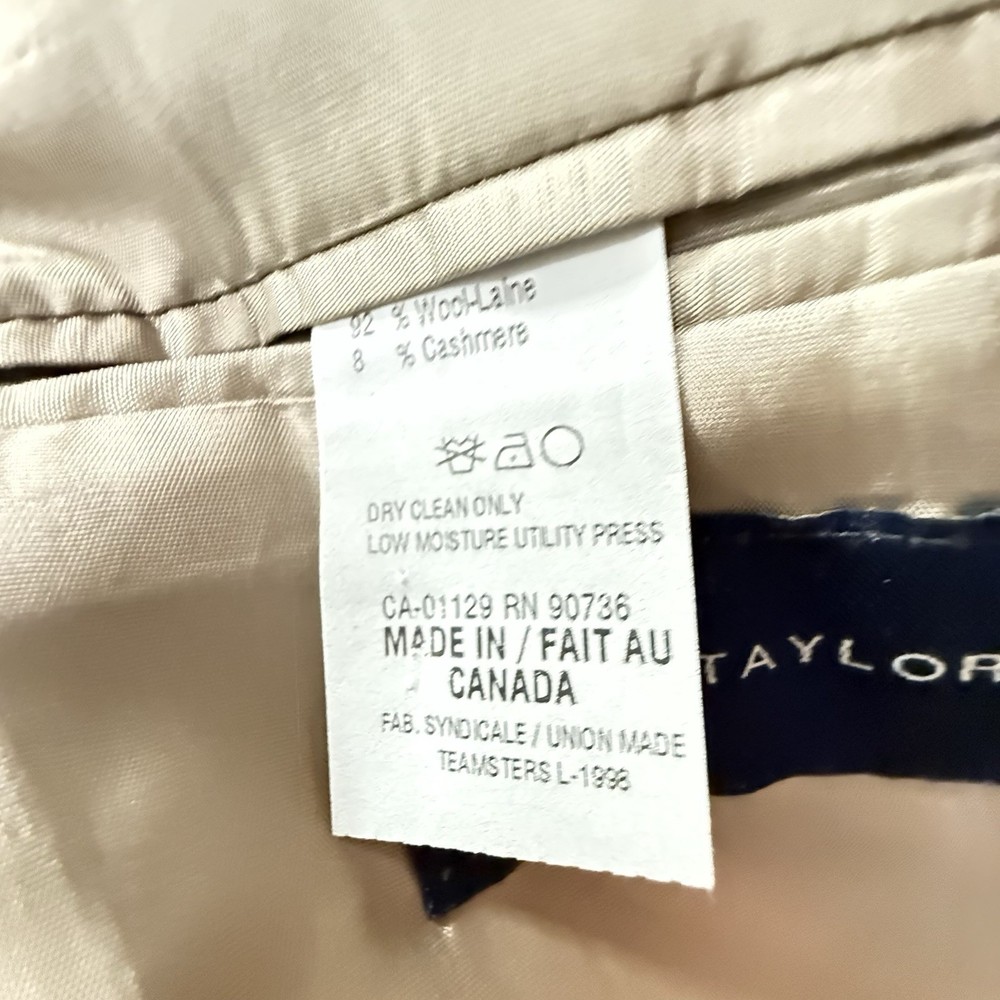 92 % Wool-Laine
8 % Cashmere
DRY CLEAN ONLY
LOW MOISTURE UTILITY PRESS
CA-01129 RN 90736
MADE IN / FAIT AU
CANADA
FAB. SYNDICALE / UNION MADE
TEAMSTERS L-1998
TAYLOR